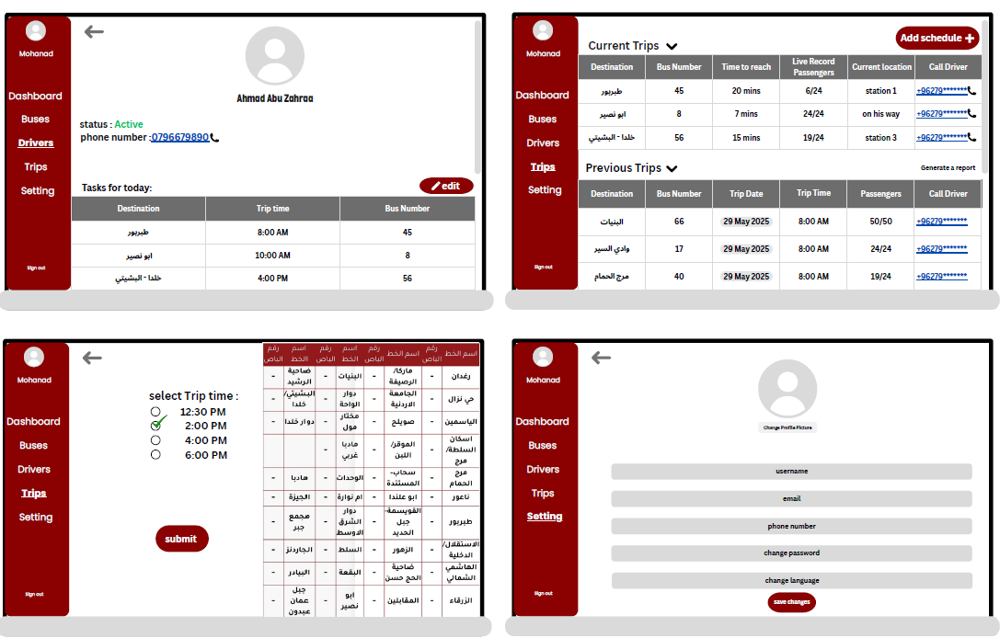 Mohanad
Dashboard
Buses
Drivers
Trips
Setting
Sign out
Ahmad Abu Zahraa
status : Active
phone number :0796679890
Tasks for today:
edit
Destination Trip time Bus Number
طبربور 8:00 AM 45
ابو نصير 10:00 AM 8
خلدا - البشيتي 4:00 PM 56
Mohanad
Dashboard
Buses
Drivers
Trips
Setting
Sign out
Current Trips
Add schedule +
Destination Bus Number Time to reach Live Record Passengers Current location Call Driver
طبربور 45 20 mins 6/24 station 1 +96279*******
ابو نصير 8 7 mins 24/24 on his way +96279*******
خلدا - البشيتي 56 15 mins 19/24 station 3 +96279*******
Previous Trips
Generate a report
Destination Bus Number Trip Date Trip Time Passengers Call Driver
البنيات 66 29 May 2025 8:00 AM 50/50 +96279*******
وادي السير 17 29 May 2025 8:00 AM 24/24 +96279*******
مرج الحمام 40 29 May 2025 8:00 AM 19/24 +96279*******
Mohanad
Dashboard
Buses
Drivers
Trips
Setting
Sign out
select Trip time :
12:30 PM
2:00 PM
4:00 PM
6:00 PM
submit
اسم الخط رقم الباص اسم الخط رقم الباص اسم الخط رقم الباص اسم الخط رقم الباص
رغدان - ماركا/ الرصيفة - البنيات - ضاحية الرشيد -
حي نزال - الجامعة الاردنية - دوار الواحة - البشيتي/ خلدا -
الياسمين - صويلح - مختار مول - دوار خلدا -
اسكان السلطة/ مرج - الموقر/ اللبن - مادبا غربي -
مرج الحمام - سحاب- المستندة - الوحدات - مادبا -
ناعور - ابو علندا - ام نوارة - الجيزة -
طبربور - القويسمة- جبل الحديد - دوار الشرق الاوسط - مجمع جبر -
الاستقلال/ الدخلية - الزهور - السلط - الجاردنز -
الهاشمي الشمالي - ضاحية الحج حسن - البقعة - البيادر -
الزرقاء - المقابلين - ابو نصير - جبل عمان عبدون -
Mohanad
Dashboard
Buses
Drivers
Trips
Setting
Sign out
Change Profile Picture
username
email
phone number
change password
change language
save changes